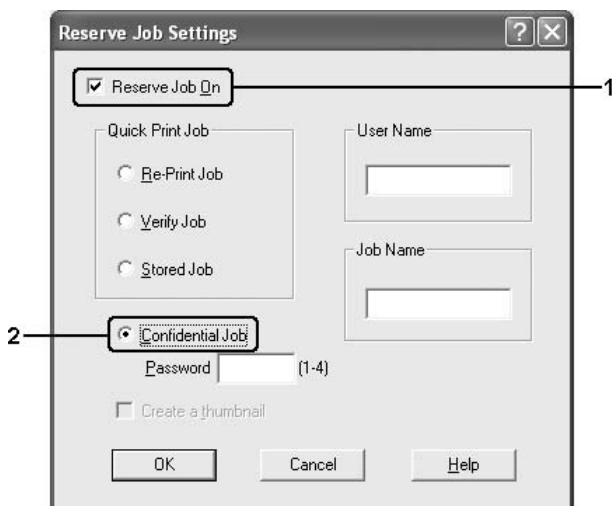 Reserve Job Settings
Reserve Job On
1
Quick Print Job
Re-Print Job
Verify Job
Stored Job
User Name
Job Name
2
Confidential Job
Password (1-4)
Create a thumbnail
OK Cancel Help